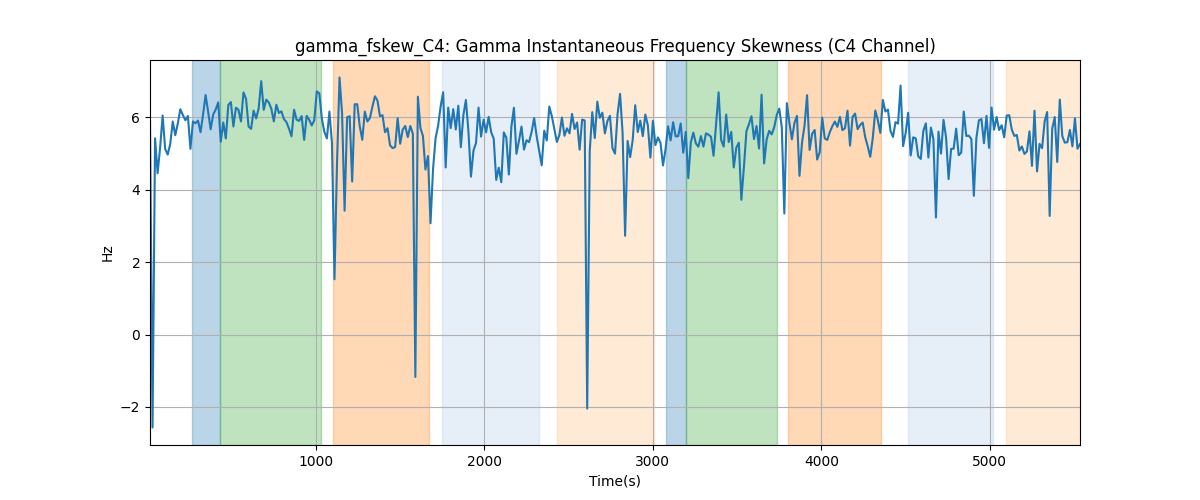 gamma_fskew_C4: Gamma Instantaneous Frequency Skewness (C4 Channel)
6
4
2
0
−2
Hz
1000 2000 3000 4000 5000
Time(s)